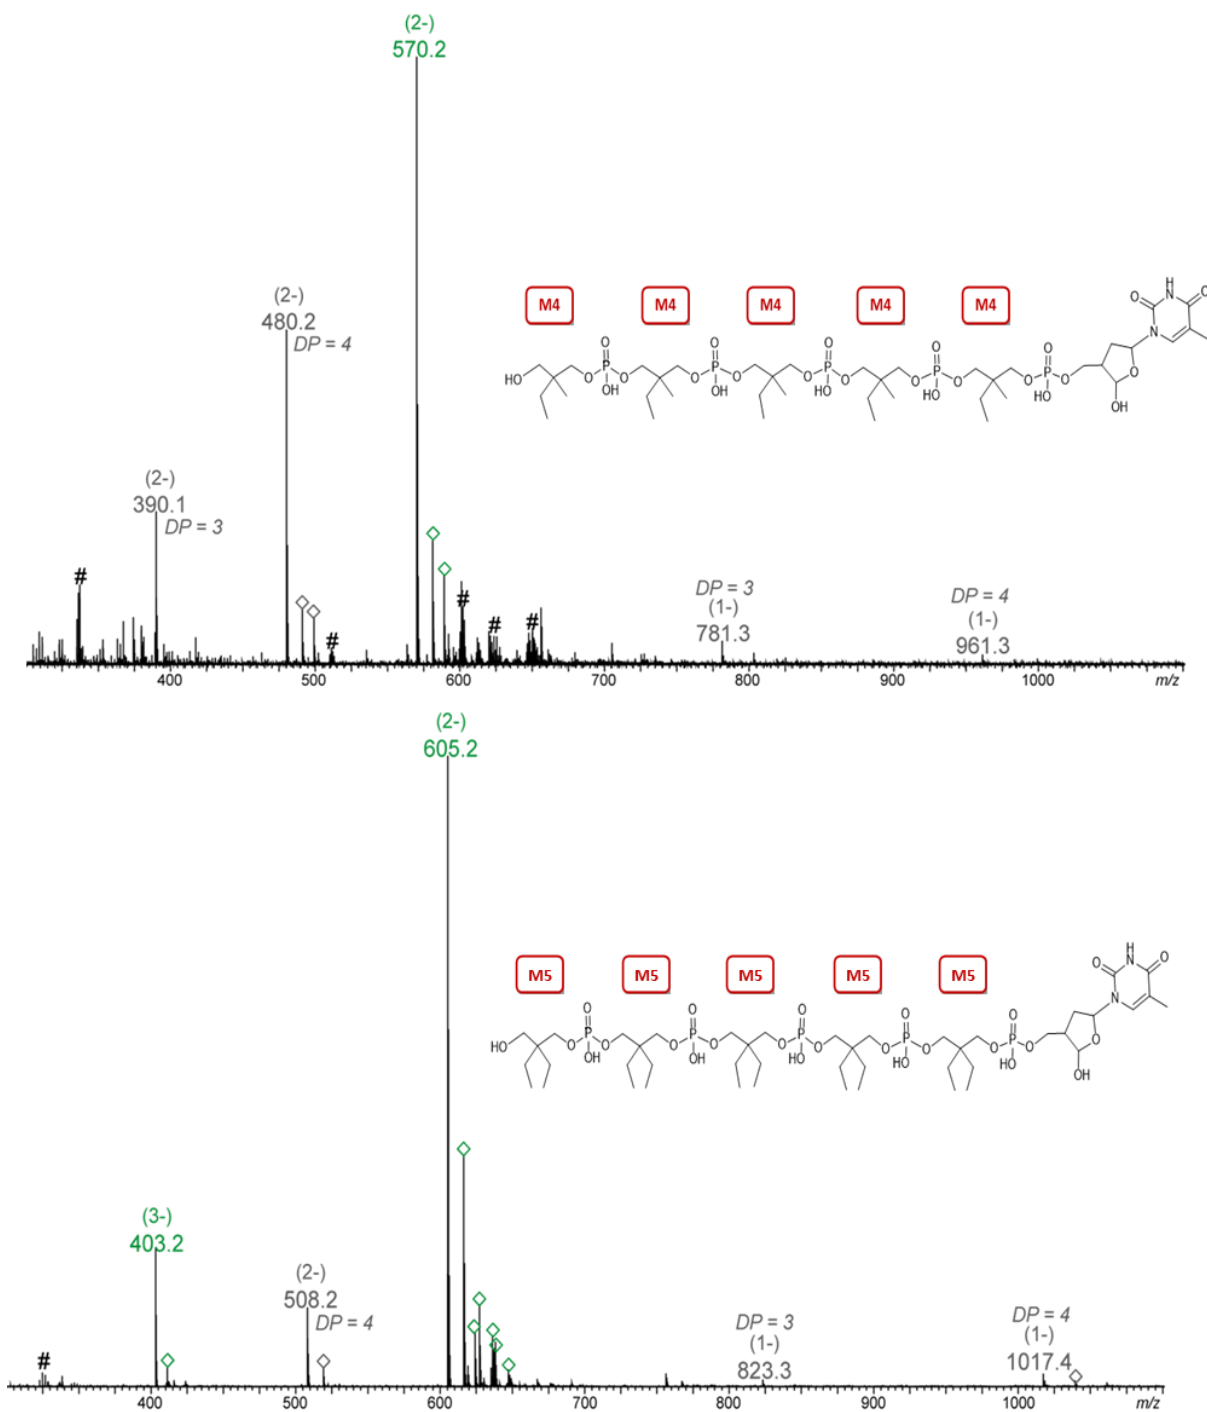 (2-)
570.2
(2-)
480.2
DP = 4
(2-)
390.1
DP = 3
#
#
#
#
#
DP = 3
(1-)
781.3
DP = 4
(1-)
961.3
M4 M4 M4 M4 M4
HO O P O OH O O P O OH O O P O OH O O P O HO O O P O HO O O OH N O NH O
400 500 600 700 800 900 1000 m/z
(2-)
605.2
(3-)
403.2
(2-)
508.2
DP = 4
#
DP = 3
(1-)
823.3
DP = 4
(1-)
1017.4
M5 M5 M5 M5 M5
HO O P O OH O O P O OH O O P O HO O O P O HO O O P O HO O O OH N O NH O
400 500 600 700 800 900 1000 m/z